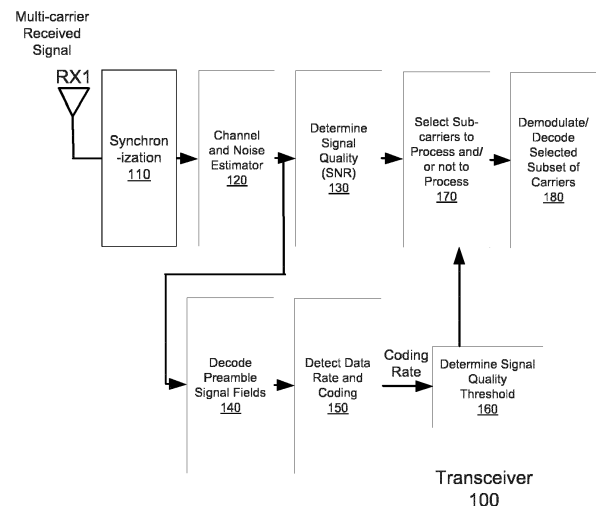 Multi-carrier
Received
Signal
RX1
Synchron
-ization
110
Channel
and Noise
Estimator
120
Determine
Signal
Quality
(SNR)
130
Select Sub-
carriers to
Process and/
or not to
Process
170
Demodulate/
Decode
Selected
Subset of
Carriers
180
Decode
Preamble
Signal Fields
140
Detect Data
Rate and
Coding
150
Coding
Rate
Determine Signal
Quality
Threshold
160
Transceiver
100